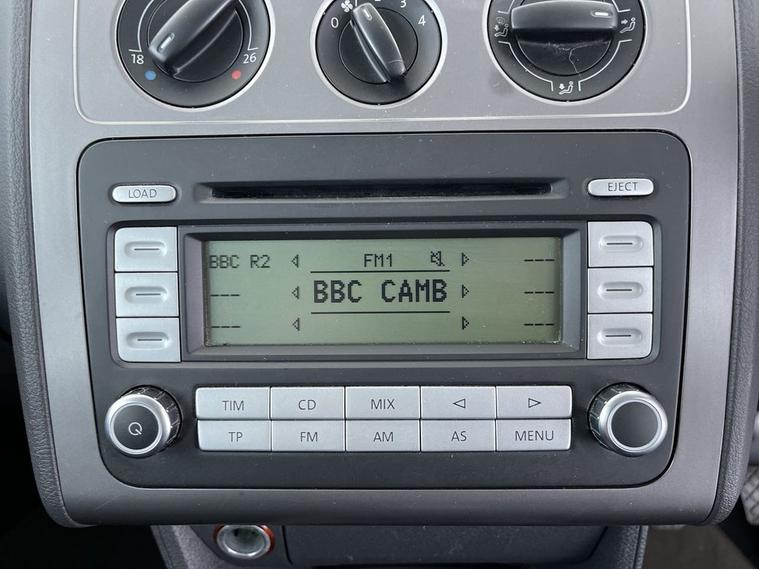 18 26
0 3 4
LOAD EJECT
BBC R2 FM1 ---
--- BBC CAMB ---
--- ---
TIM CD MIX
TP FM AM AS MENU